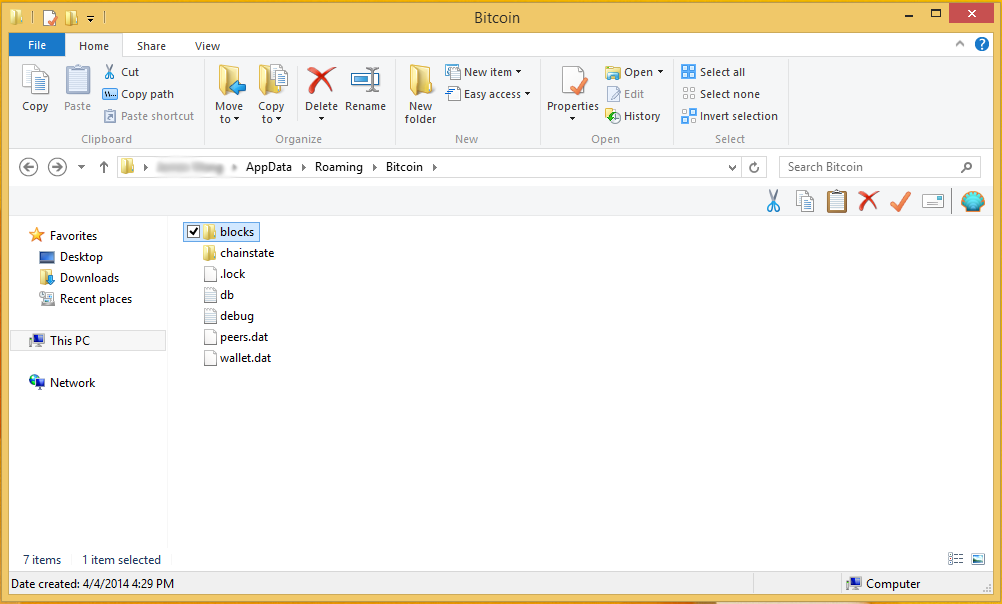 Bitcoin
File Home Share View
Copy
Paste
Cut
Copy path
Paste shortcut
Clipboard
Move to
Copy to
Delete
Rename
Organize
New folder
New item
Easy access
New
Properties
Open
Edit
History
Open
Select all
Select none
Invert selection
Select
AppData Roaming Bitcoin
Search Bitcoin
Favorites
Desktop
Downloads
Recent places
This PC
Network
blocks
chainstate
.lock
db
debug
peers.dat
wallet.dat
7 items 1 item selected
Date created: 4/4/2014 4:29 PM
Computer